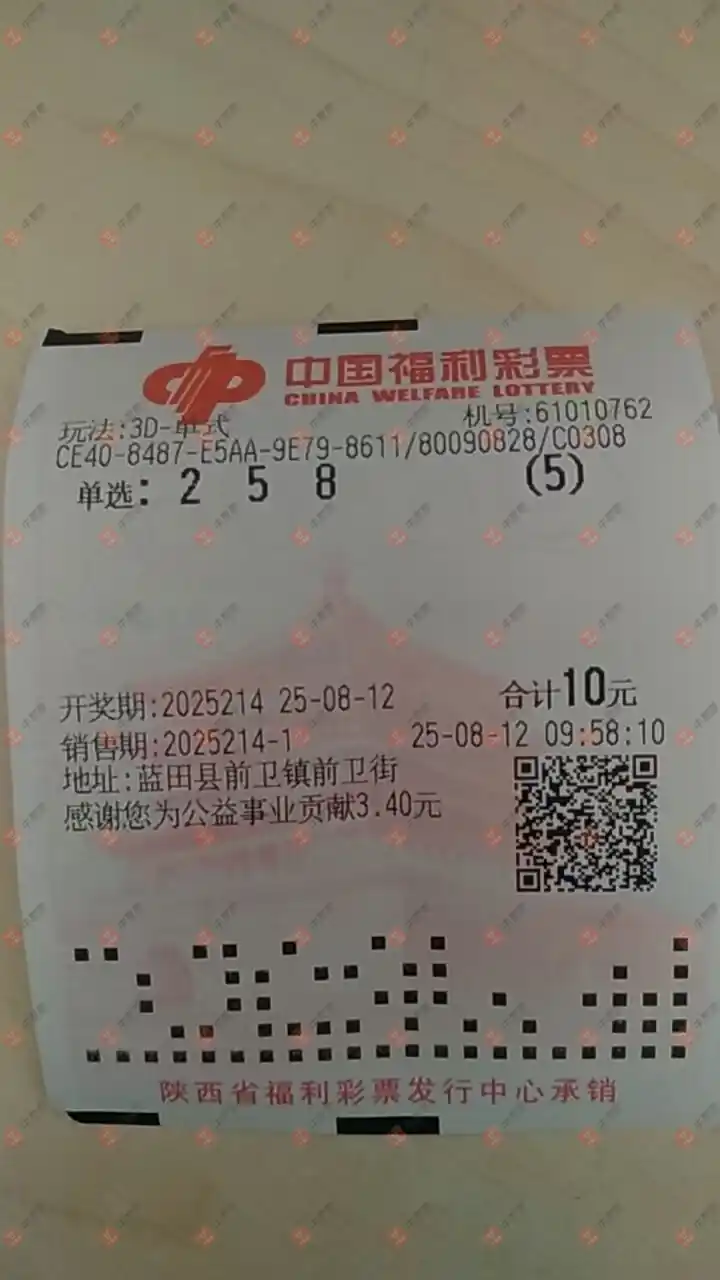 中国福利彩票
CHINA WELFARE LOTTERY
玩法:3D-单式 机号:61010762
CE40-8487-E5AA-9E79-8611/80090828/C0308
单选: 2 5 8 (5)
开奖期:2025214 25-08-12 合计10元
销售期:2025214-1 25-08-12 09:58:10
地址:蓝田县前卫镇前卫街
感谢您为公益事业贡献3.40元
陕西省福利彩票发行中心承销